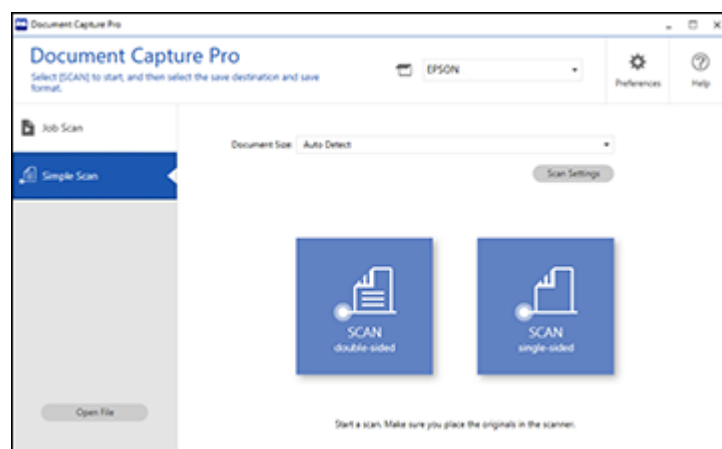 Document Capture Pro
Document Capture Pro
Select [SCAN] to start, and then select the save destination and save
format.
EPSON
Preferences
Help
Job Scan
Simple Scan
Document Size: Auto Detect
Scan Settings
SCAN
double-sided
SCAN
single-sided
Open File
Start a scan. Make sure you place the originals in the scanner.